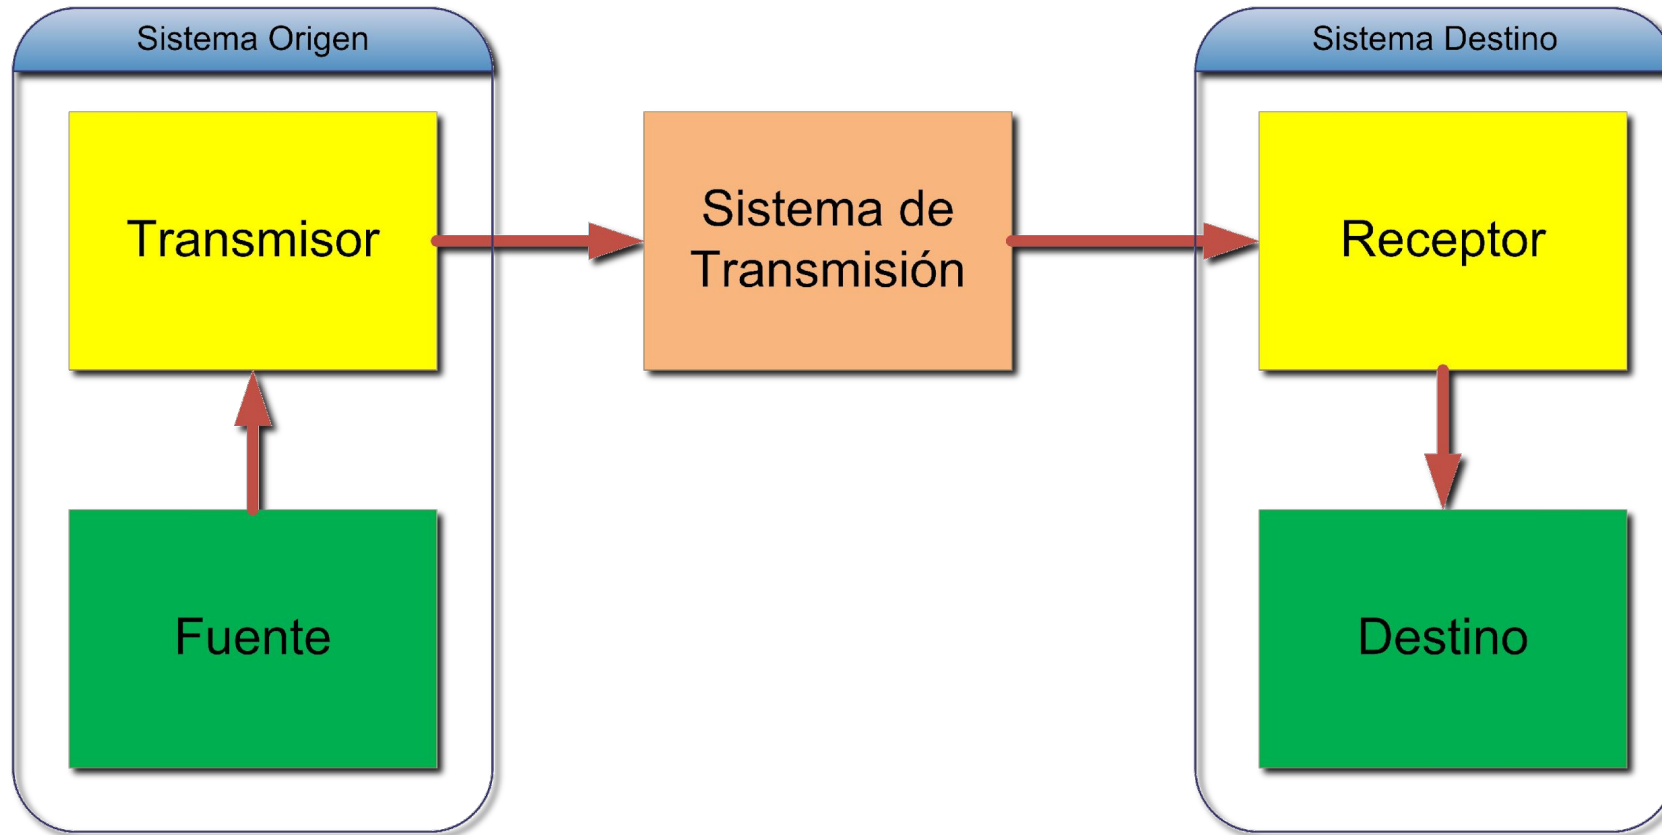 Sistema Origen
Sistema Destino
Transmisor
Sistema de
Transmisión
Receptor
Fuente
Destino